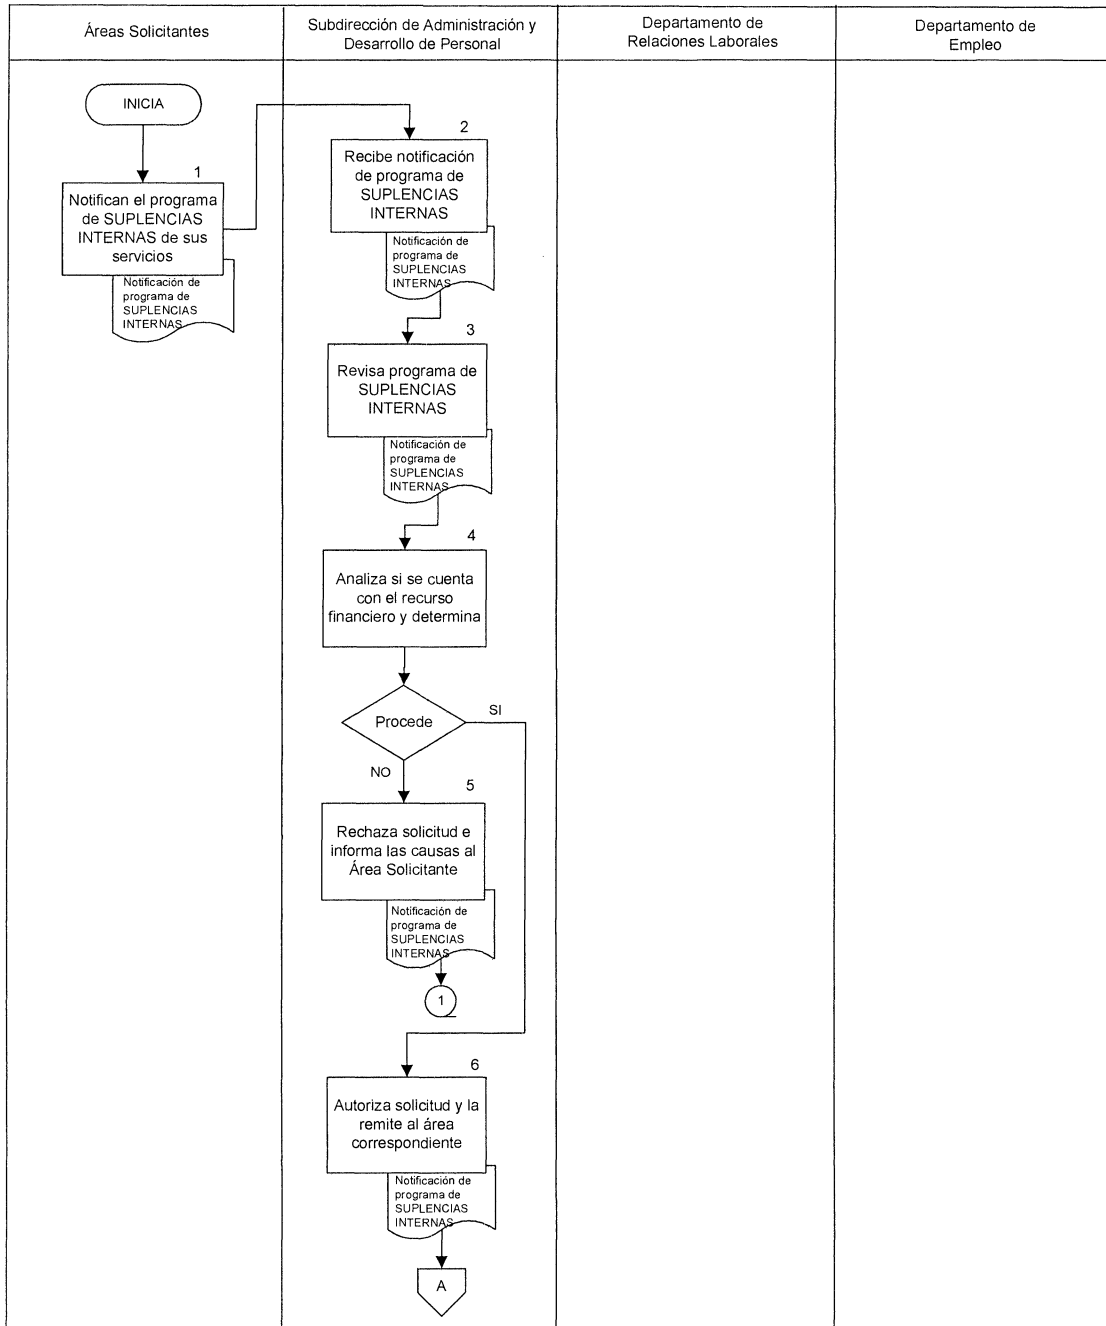 Áreas Solicitantes
Subdirección de Administración y
Desarrollo de Personal
Departamento de
Relaciones Laborales
Departamento de
Empleo
INICIA
1
Notifican el programa
de SUPLENCIAS
INTERNAS de sus
servicios
Notificación de
programa de
SUPLENCIAS
INTERNAS
2
Recibe notificación
de programa de
SUPLENCIAS
INTERNAS
Notificación de
programa de
SUPLENCIAS
INTERNAS
3
Revisa programa de
SUPLENCIAS
INTERNAS
Notificación de
programa de
SUPLENCIAS
INTERNAS
4
Analiza si se cuenta
con el recurso
financiero y determina
Procede
SI
NO
5
Rechaza solicitud e
informa las causas al
Área Solicitante
Notificación de
programa de
SUPLENCIAS
INTERNAS
1
6
Autoriza solicitud y la
remite al área
correspondiente
Notificación de
programa de
SUPLENCIAS
INTERNAS
A